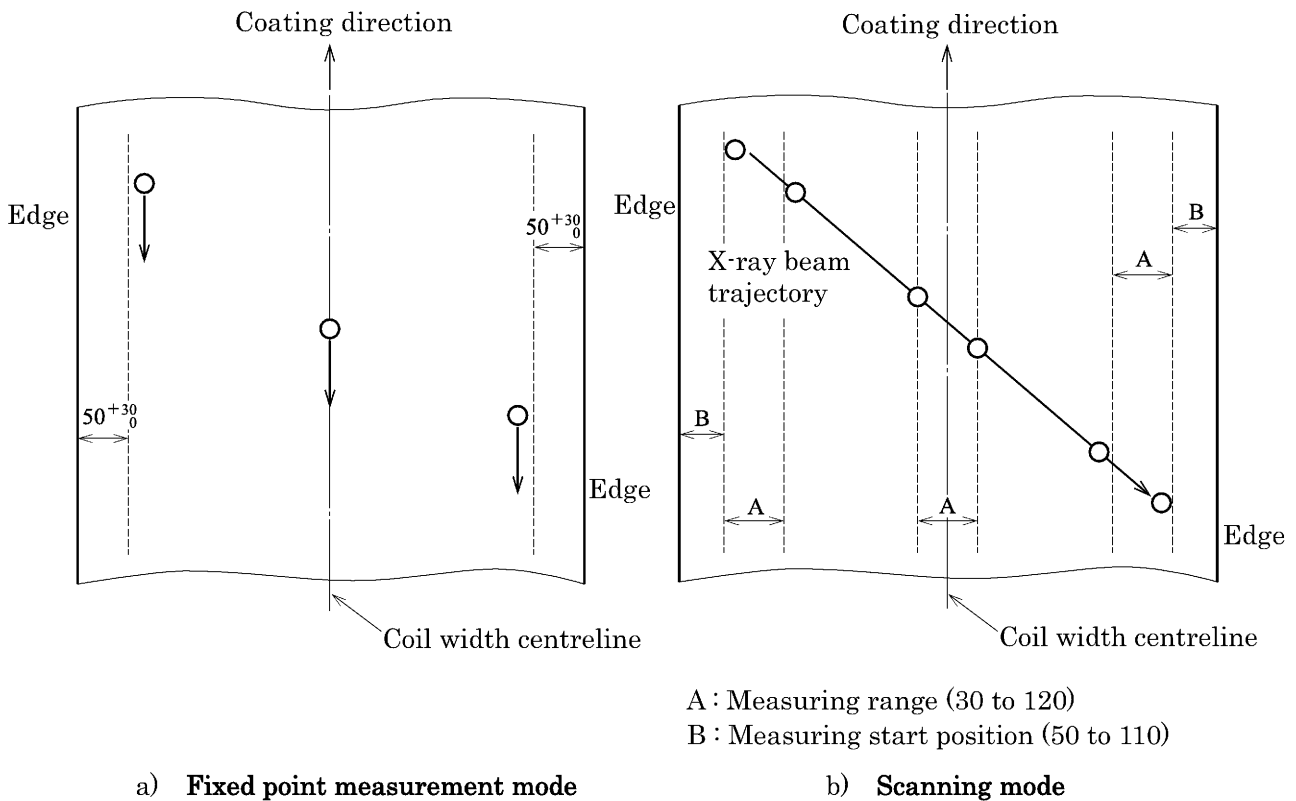 Coating direction
Edge
50 +30 0
50 +30 0
Edge
Coil width centreline
a) Fixed point measurement mode
Coating direction
Edge
B
A
X-ray beam
trajectory
B
A
A
Edge
Coil width centreline
A : Measuring range (30 to 120)
B : Measuring start position (50 to 110)
b) Scanning mode